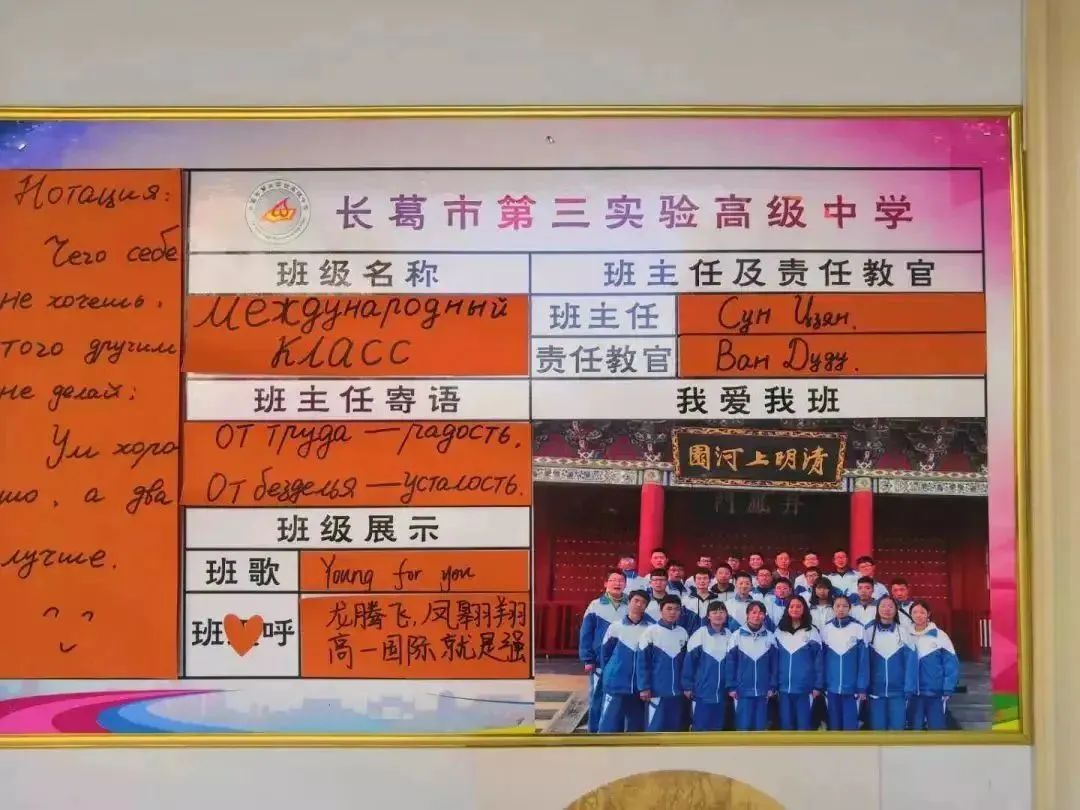 Нотация:
Чего себе
не хочешь,
того другим
не делай;
Ум хоро
шо, а два
лучше.
长葛市第三实验高级中学
班级名称
班主任及责任教官
Международный
класс
班主任
Сун Цзян.
责任教官
Ван Дуду.
班主任寄语
我爱我班
От труда — радость,
От безделья — усталость.
班级展示
班歌
Young for you
班 呼
龙腾飞,凤翱翔
高一国际就是强
清明上河園